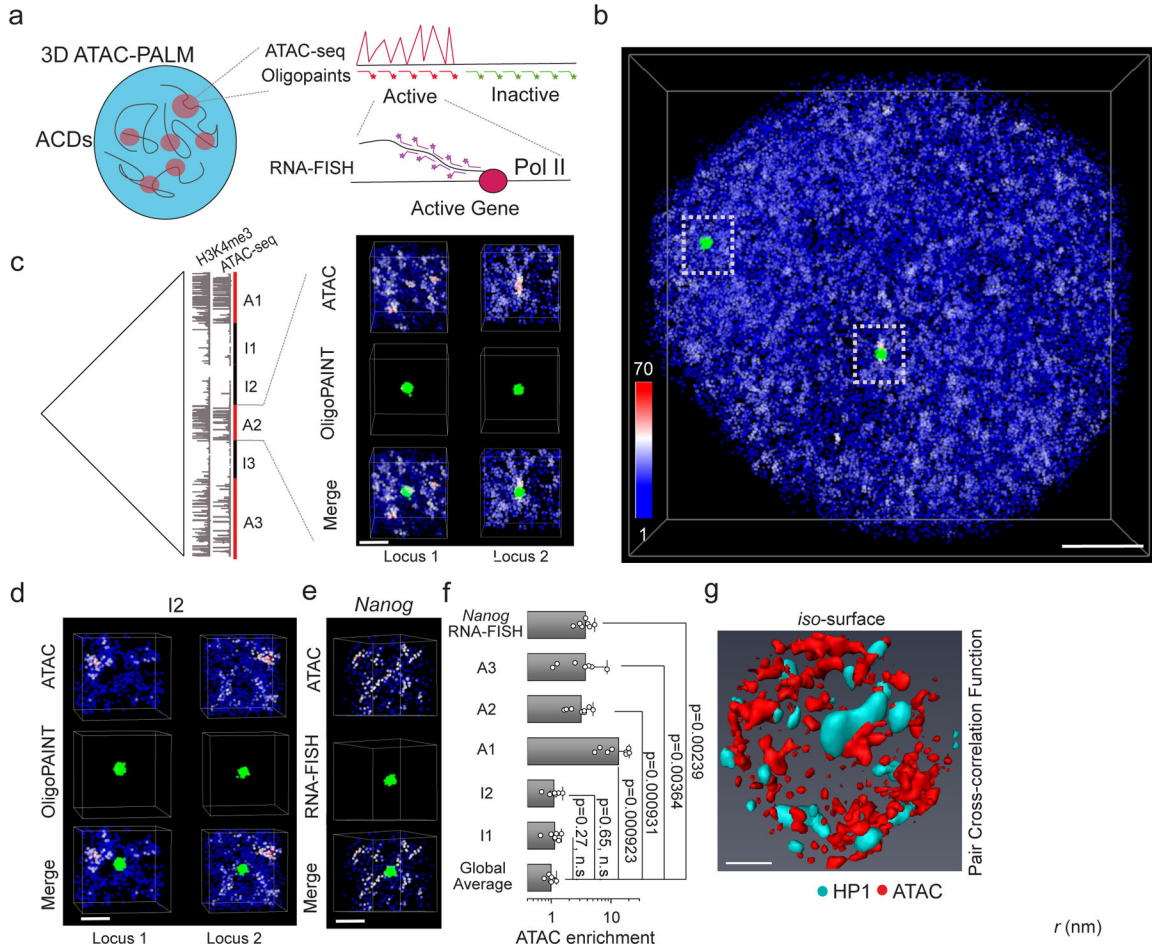 a
3D ATAC-PALM
ACDs
ATAC-seq
Oligopaints
Active
Inactive
RNA-FISH
Pol II
Active Gene
b
70
1
c
H3K4me3
ATAC-seq
A1
I1
I2
A2
I3
A3
ATAC
OligoPAINT
Merge
Locus 1
Locus 2
d
I2
ATAC
OligoPAINT
Merge
Locus 1
Locus 2
e
Nanog
ATAC
RNA-FISH
Merge
f
Nanog
RNA-FISH
A3
A2
A1
I2
I1
Global
Average
1
10
ATAC enrichment
p=0.27, n.s
p=0.65, n.s
p=0.000923
p=0.000931
p=0.00364
p=0.00239
g
iso-surface
HP1
ATAC
Pair Cross-correlation Function
r (nm)